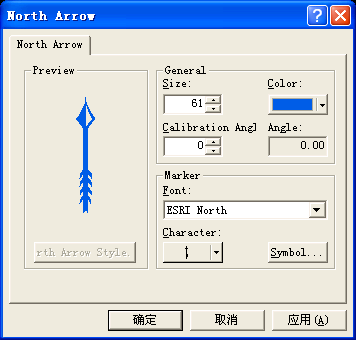 North Arrow
North Arrow
Preview
General
Size:
Color:
61
Calibration Angl
Angle:
0
0.00
Marker
Font:
ESRI North
Character:
rth Arrow Style.
Symbol...
确定
取消
应用(A)